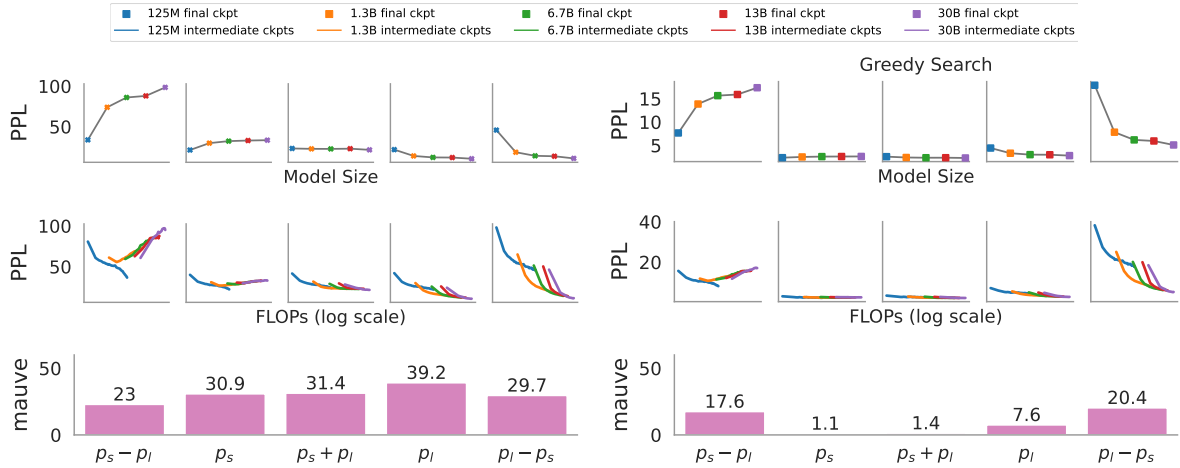 125M final ckpt 1.3B final ckpt 6.7B final ckpt 13B final ckpt 30B final ckpt
125M intermediate ckpts 1.3B intermediate ckpts 6.7B intermediate ckpts 13B intermediate ckpts 30B intermediate ckpts
PPL
100
50
Model Size
PPL
100
50
FLOPs (log scale)
mauve
50
0
23 30.9 31.4 39.2 29.7
p_s − p_l p_s p_s + p_l p_l p_l − p_s
Greedy Search
PPL
15
10
5
Model Size
PPL
40
20
FLOPs (log scale)
mauve
50
0
17.6 1.1 1.4 7.6 20.4
p_s − p_l p_s p_s + p_l p_l p_l − p_s